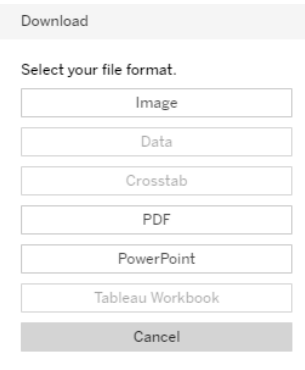 Download
Select your file format.
Image
Data
Crosstab
PDF
PowerPoint
Tableau Workbook
Cancel